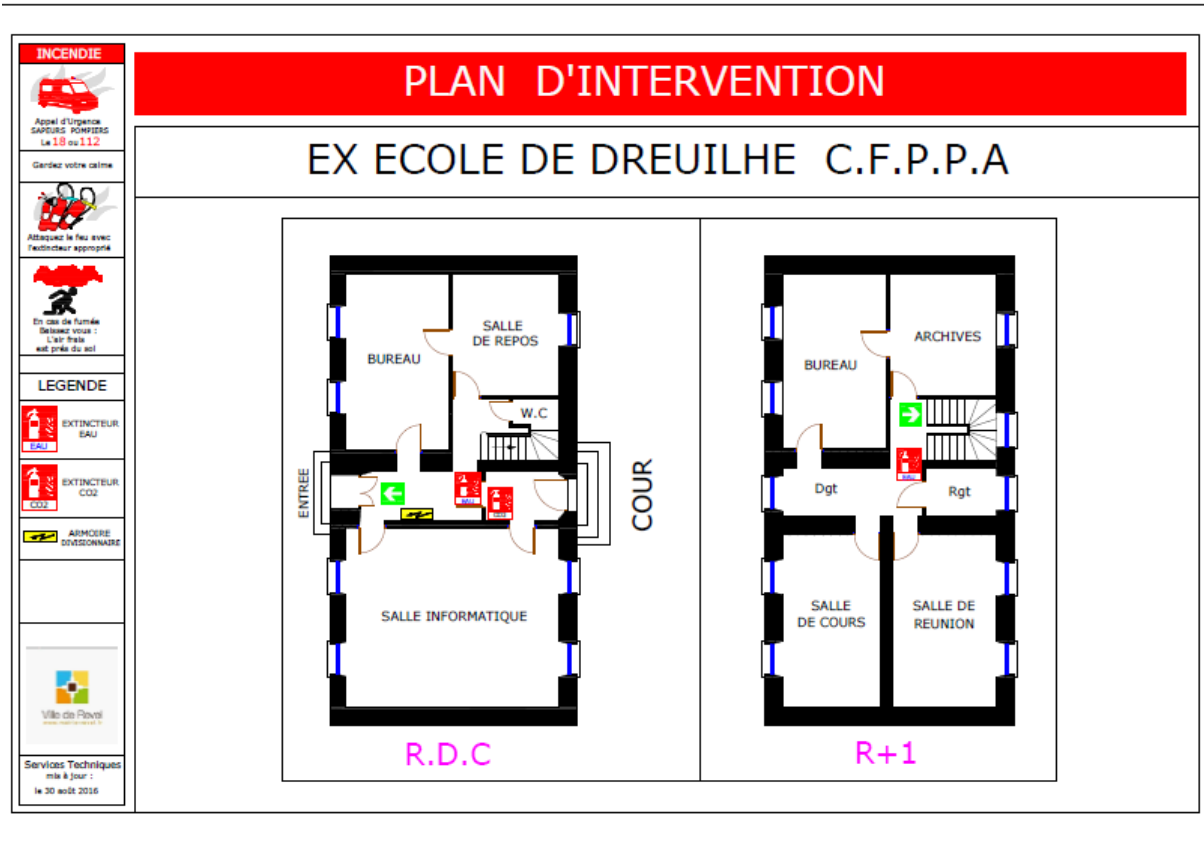 INCENDIE
Appel d'Urgence
SAPEURS POMPIERS
Le 18 ou 112
Gardez votre calme
Attaquez le feu avec
l'extincteur approprié
En cas de fumée
Baissez vous :
L'air frais
est près du sol
LEGENDE
EXTINCTEUR
EAU
EAU
EXTINCTEUR
CO2
CO2
ARMOIRE
DIVISIONNAIRE
Ville de Revel
Services Techniques
mis à jour :
le 30 août 2016
PLAN D'INTERVENTION
EX ECOLE DE DREUILHE C.F.P.P.A
SALLE
DE REPOS
BUREAU
W.C
ENTREE
EAU
CO2
COUR
SALLE INFORMATIQUE
R.D.C
ARCHIVES
BUREAU
EAU
Dgt
Rgt
SALLE
DE COURS
SALLE DE
REUNION
R+1